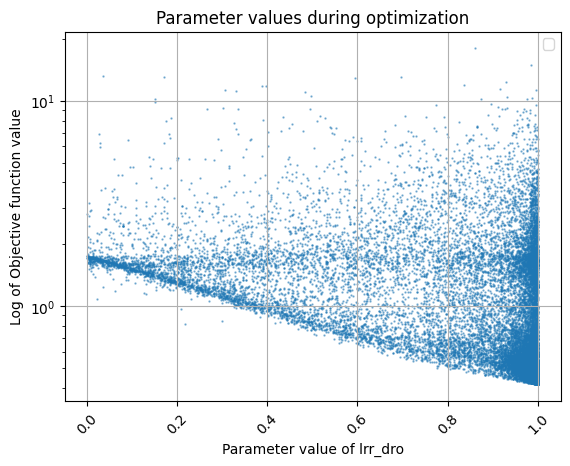 Parameter values during optimization
Log of Objective function value
10¹
10⁰
0.0 0.2 0.4 0.6 0.8 1.0
Parameter value of lrr_dro